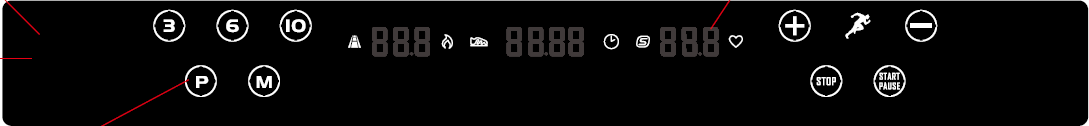 3 6 10 88.8 88:88 88.8 + −
P M STOP START PAUSE